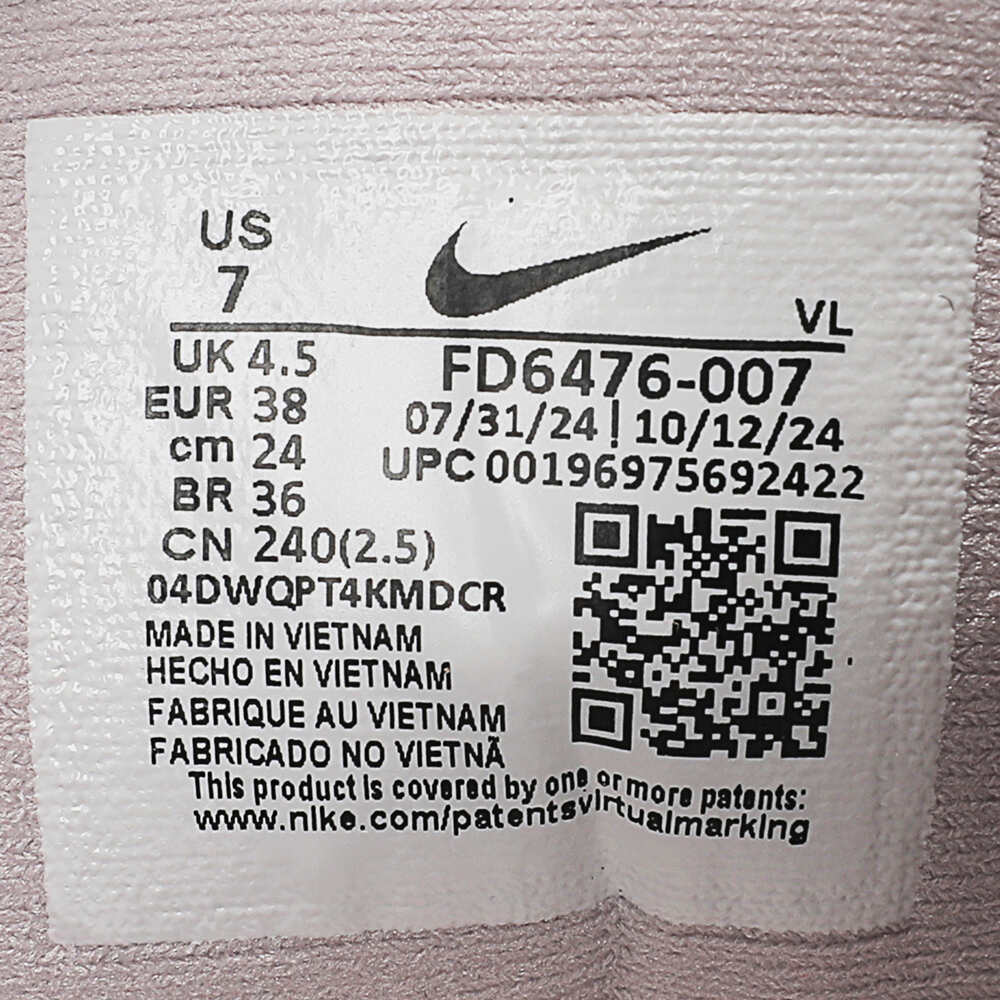 US
7
VL
UK 4.5
EUR 38
cm 24
BR 36
CN 240(2.5)
FD6476-007
07/31/24 | 10/12/24
UPC 001969756924​22
04DWQPT4KMDCR
MADE IN VIETNAM
HECHO EN VIETNAM
FABRIQUE AU VIETNAM
FABRICADO NO VIETNÃ
This product is covered by one or more patents:
www.nike.com/patentsvirtualmarking